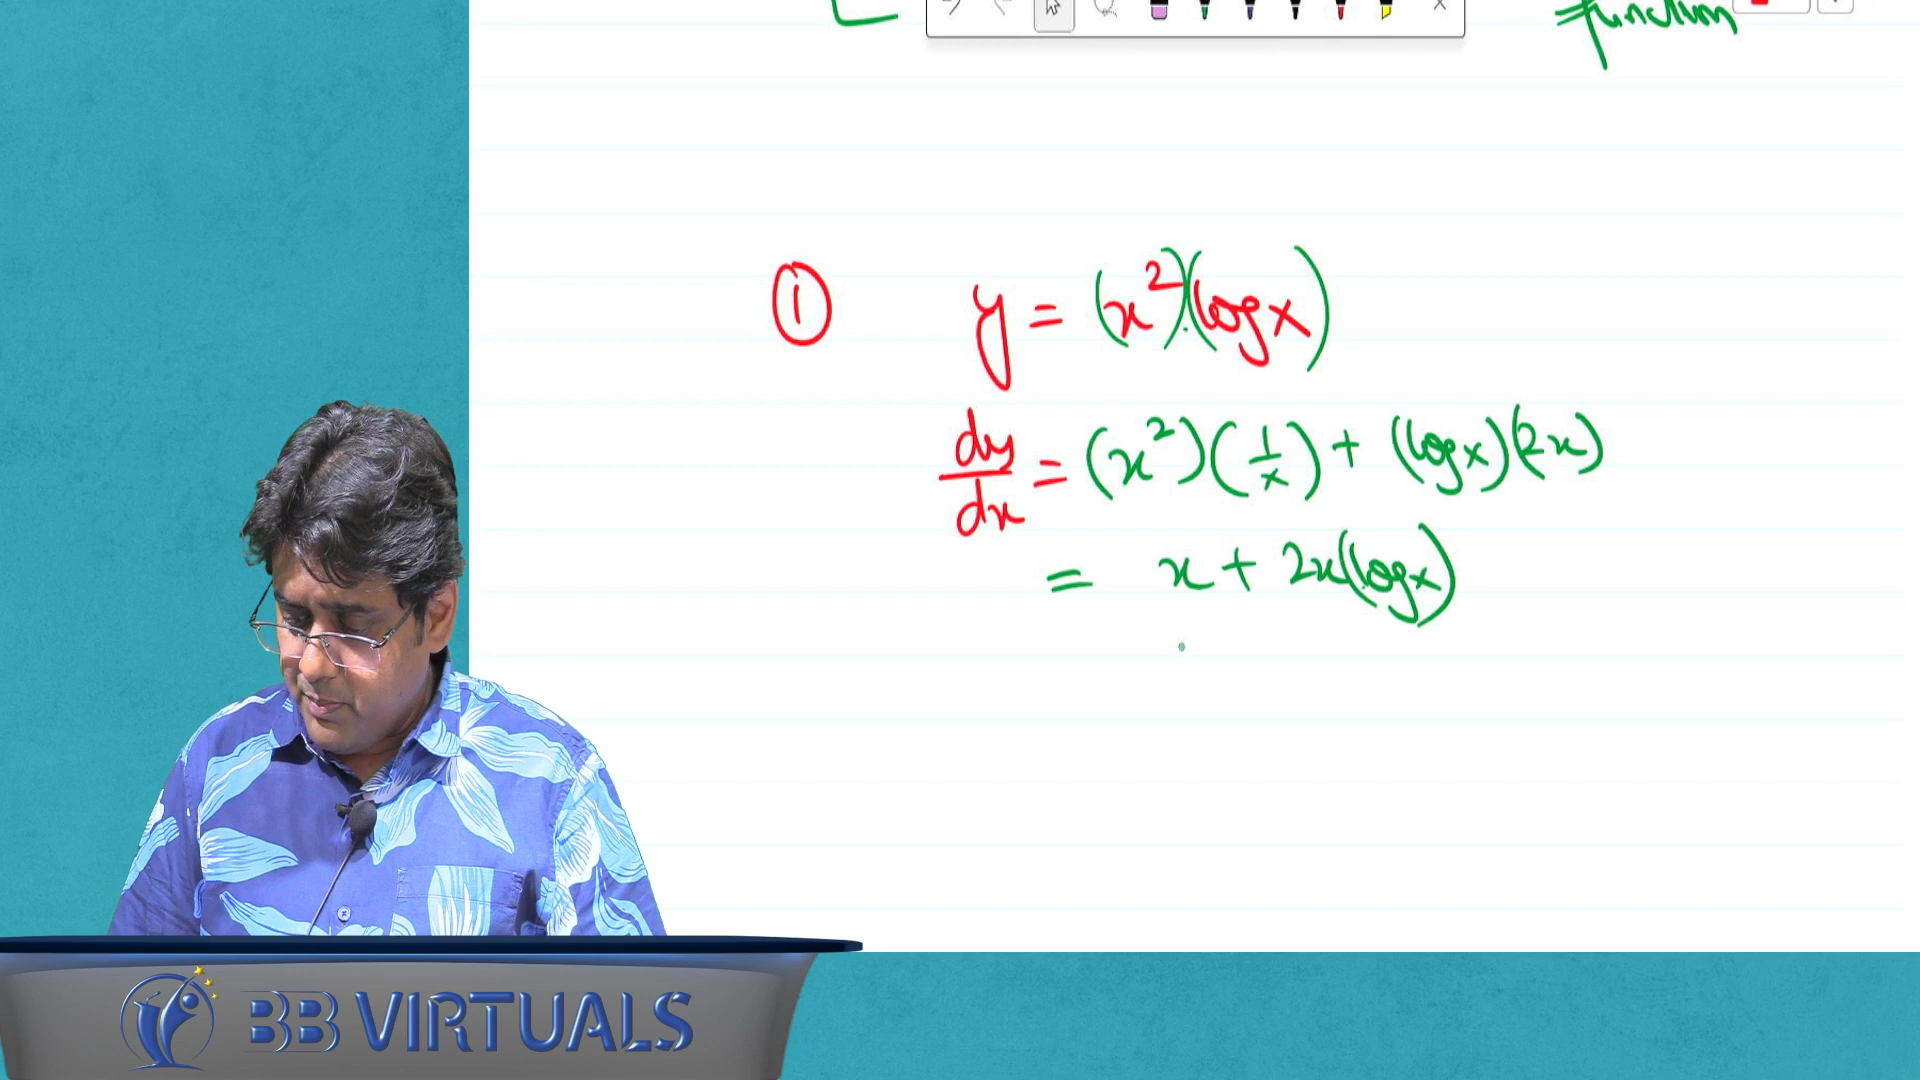 function
① y = (x²).(log x)
dy/dx = (x²)(1/x) + (log x)(2x)
= x + 2x(log x)
BB VIRTUALS